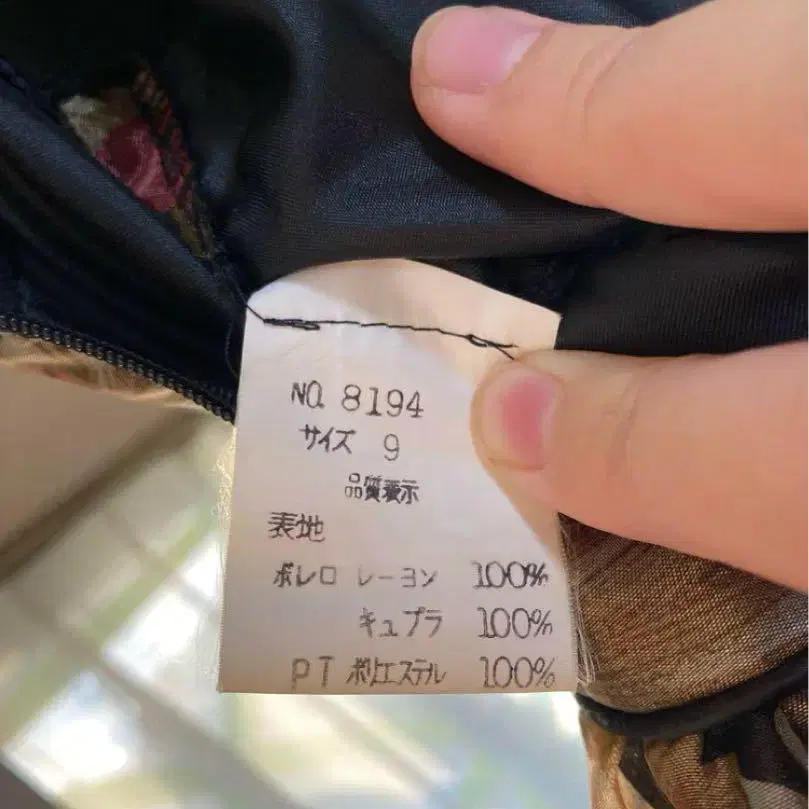 NO. 8194
サイズ 9
品質表示
表地
ボレロ レーヨン 100%
キュプラ 100%
PT ポリエステル 100%